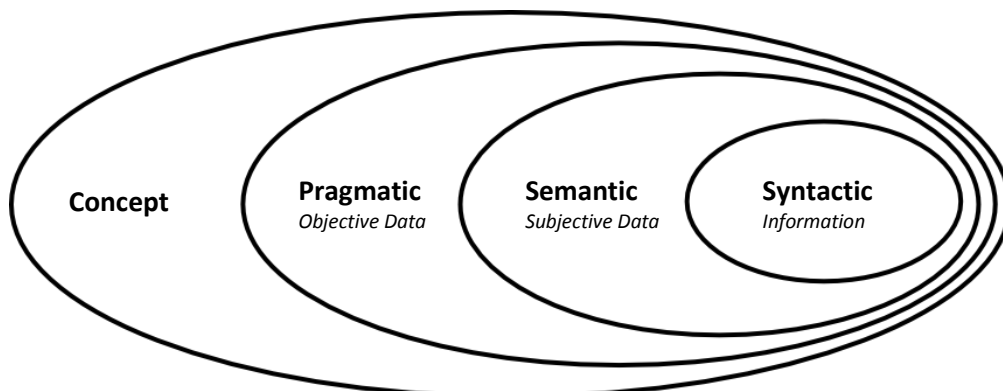 Concept
Pragmatic
Objective Data
Semantic
Subjective Data
Syntactic
Information